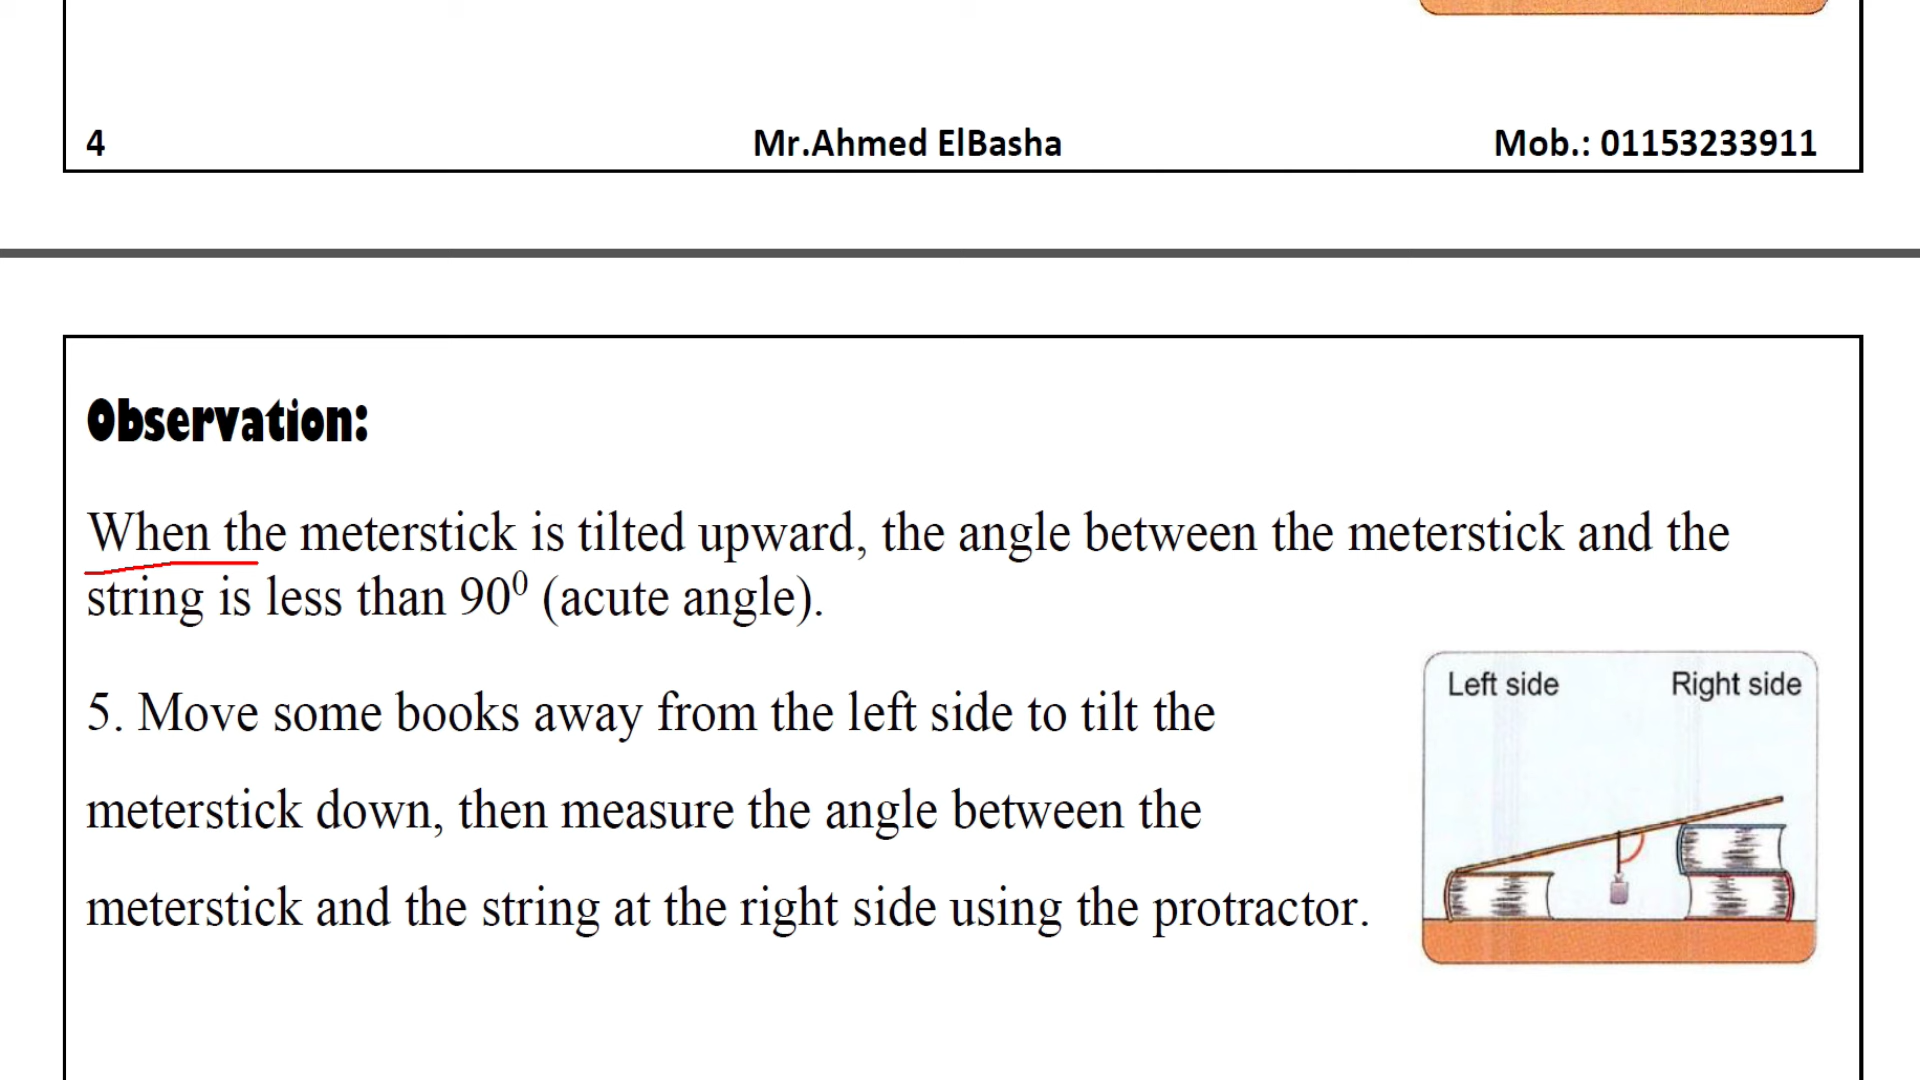 4 Mr.Ahmed ElBasha Mob.: 01153233911
Observation:
When the meterstick is tilted upward, the angle between the meterstick and the
string is less than 90⁰ (acute angle).
Left side Right side
5. Move some books away from the left side to tilt the
meterstick down, then measure the angle between the
meterstick and the string at the right side using the protractor.